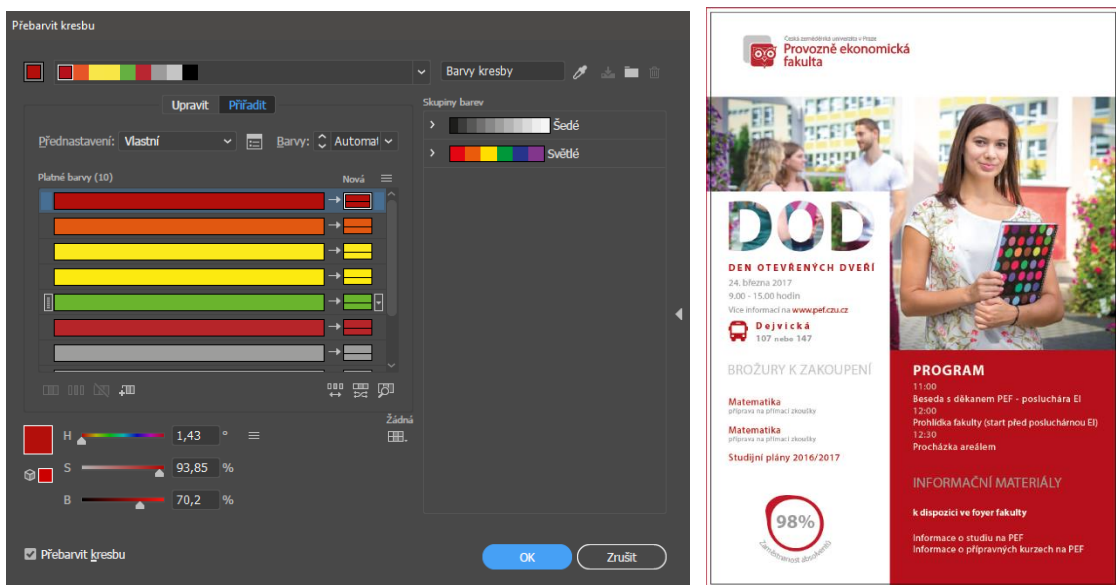 Přebarvit kresbu
Barvy kresby
Upravit
Přiřadit
Skupiny barev
Přednastavení: Vlastní
Barvy: Automat
Šedé
Světlé
Platné barvy (10)
Nová
Žádná
H 1,43 °
S 93,85 %
B 70,2 %
Přebarvit kresbu
OK
Zrušit
Česká zemědělská univerzita v Praze
Provozně ekonomická
fakulta
DOD
DEN OTEVŘENÝCH DVEŘÍ
24. března 2017
9.00 - 15.00 hodin
Více informací na www.pef.czu.cz
Dejvická
107 nebo 147
BROŽURY K ZAKOUPENÍ
Matematika
příprava na přímací zkoušky
Matematika
příprava na přímací zkoušky
Studijní plány 2016/2017
98%
Zaměstnanost absolventů
PROGRAM
11:00
Beseda s děkanem PEF - posluchára EI
12:00
Prohlídka fakulty (start před posluchárnou EI)
12:30
Procházka areálem
INFORMAČNÍ MATERIÁLY
k dispozici ve foyer fakulty
Informace o studiu na PEF
Informace o přípravných kurzech na PEF